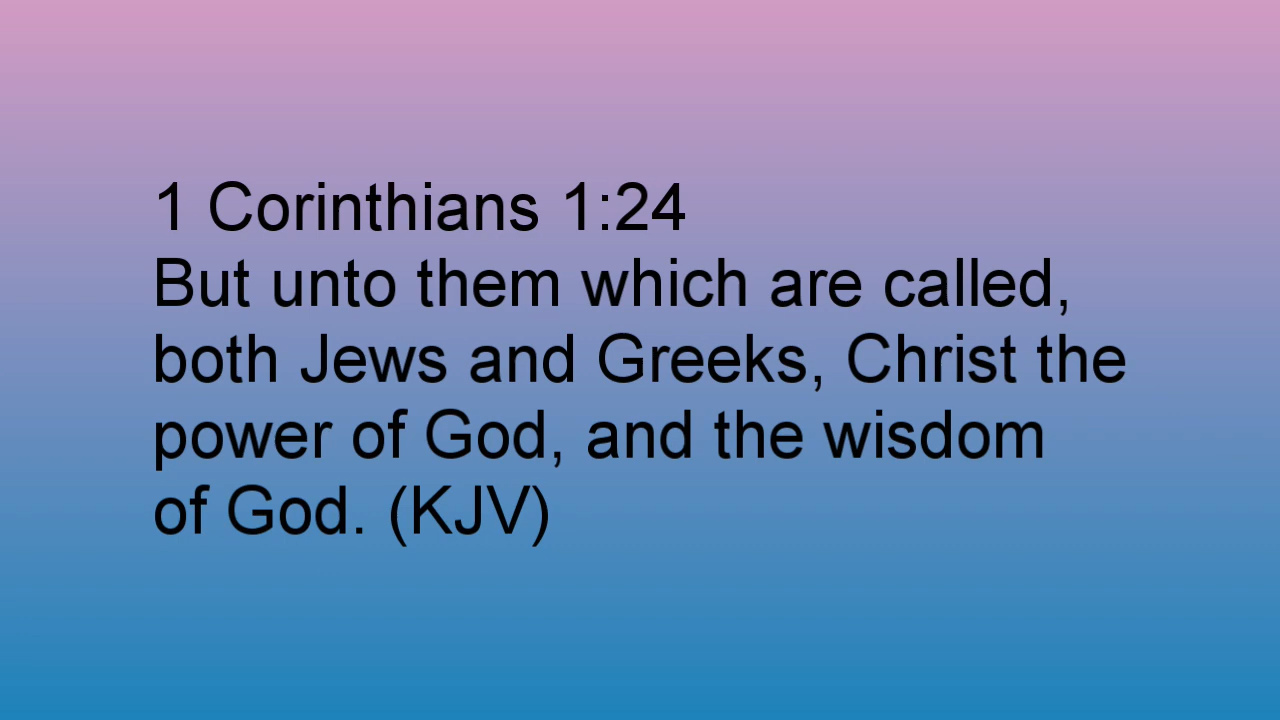 1 Corinthians 1:24
But unto them which are called,
both Jews and Greeks, Christ the
power of God, and the wisdom
of God. (KJV)